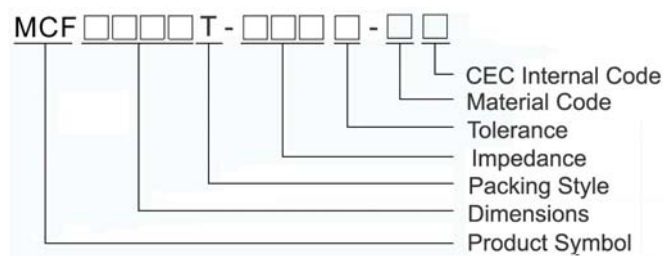 MCF□□□□T-□□□□-□□
CEC Internal Code
Material Code
Tolerance
Impedance
Packing Style
Dimensions
Product Symbol